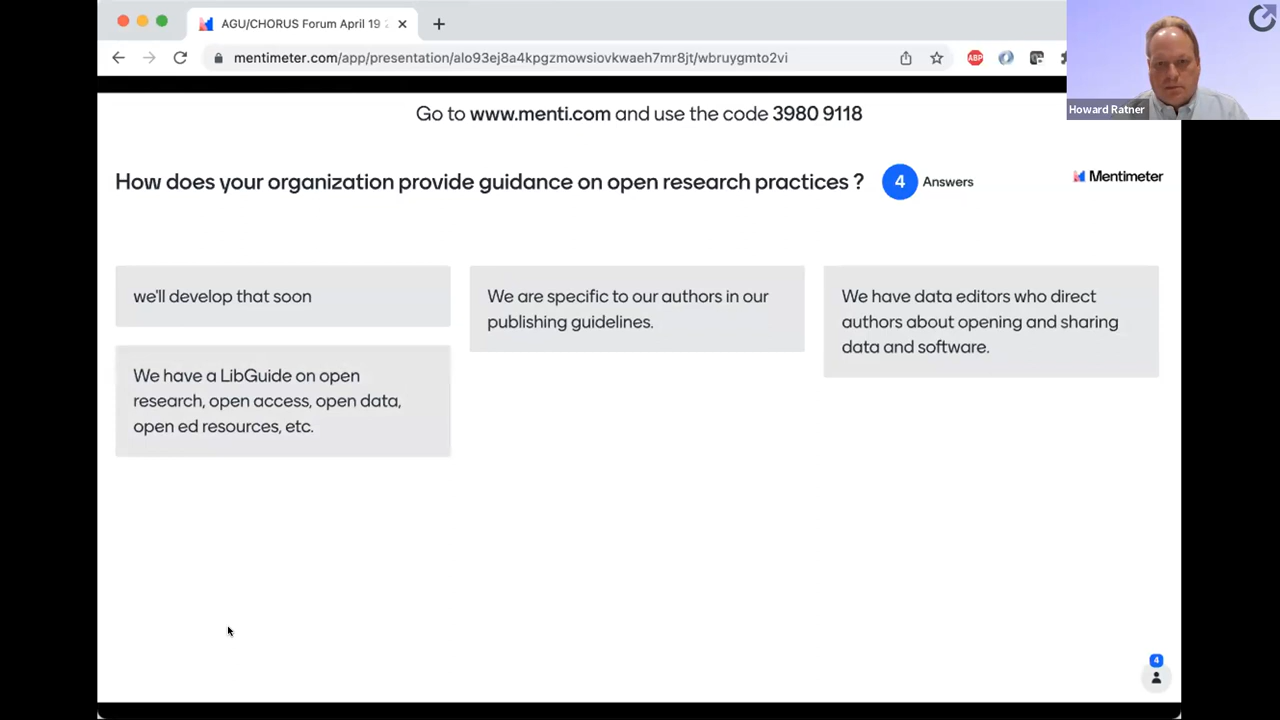 AGU/CHORUS Forum April 19
mentimeter.com/app/presentation/alo93ej8a4kpgzmowsiovkwaeh7mr8jt/wbruygmto2vi
ABP
Howard Ratner
Go to www.menti.com and use the code 3980 9118
How does your organization provide guidance on open research practices ?
4
Answers
Mentimeter
we'll develop that soon
We are specific to our authors in our
publishing guidelines.
We have data editors who direct
authors about opening and sharing
data and software.
We have a LibGuide on open
research, open access, open data,
open ed resources, etc.
4